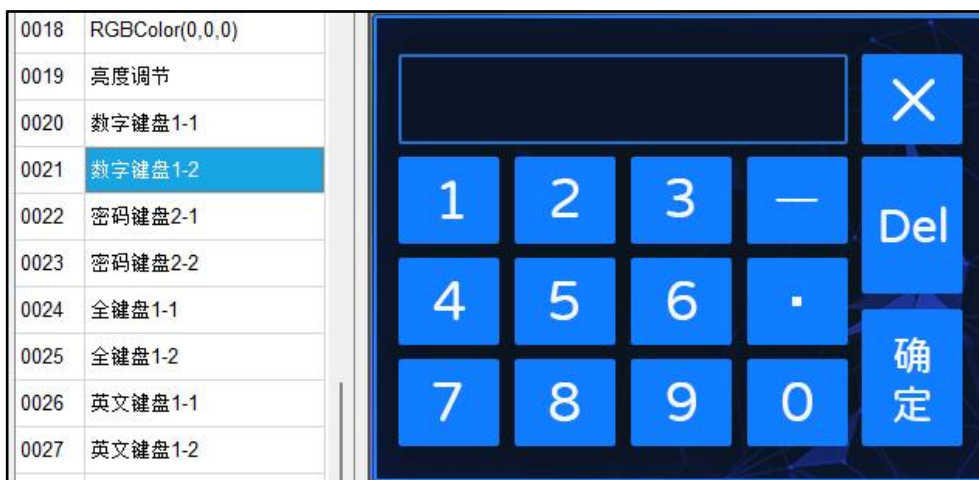 0018 RGBColor(0,0,0)
0019 亮度调节
0020 数字键盘1-1
0021 数字键盘1-2
0022 密码键盘2-1
0023 密码键盘2-2
0024 全键盘1-1
0025 全键盘1-2
0026 英文键盘1-1
0027 英文键盘1-2
×
1 2 3 — Del
4 5 6 .
7 8 9 0 确定